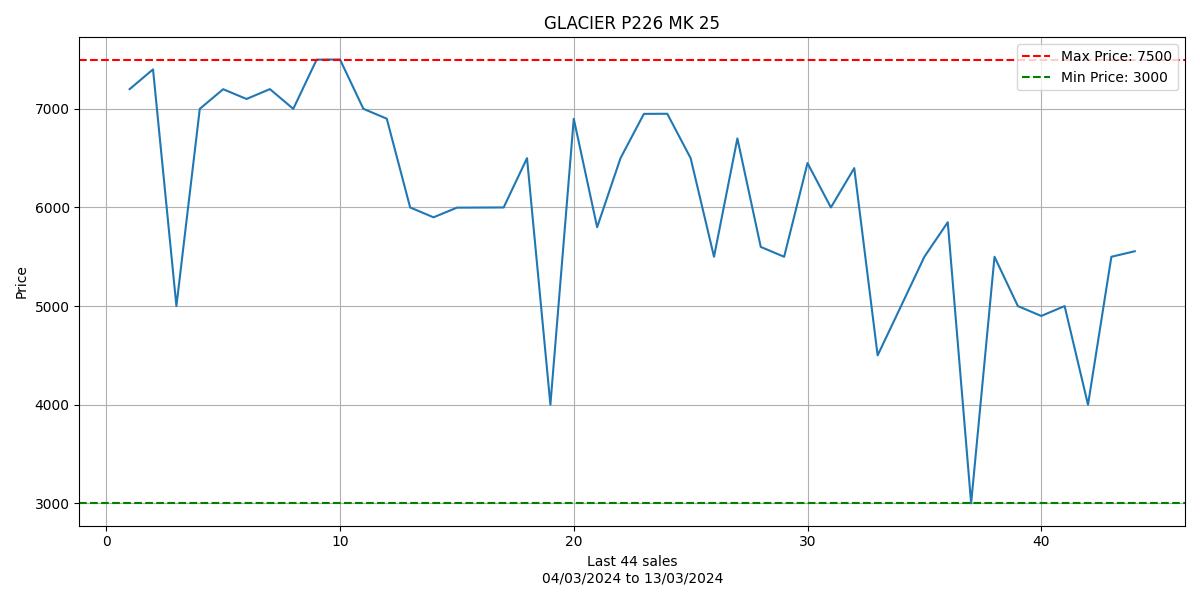 GLACIER P226 MK 25
Max Price: 7500
Min Price: 3000
Price
7000
6000
5000
4000
3000
0
10
20
30
40
Last 44 sales
04/03/2024 to 13/03/2024